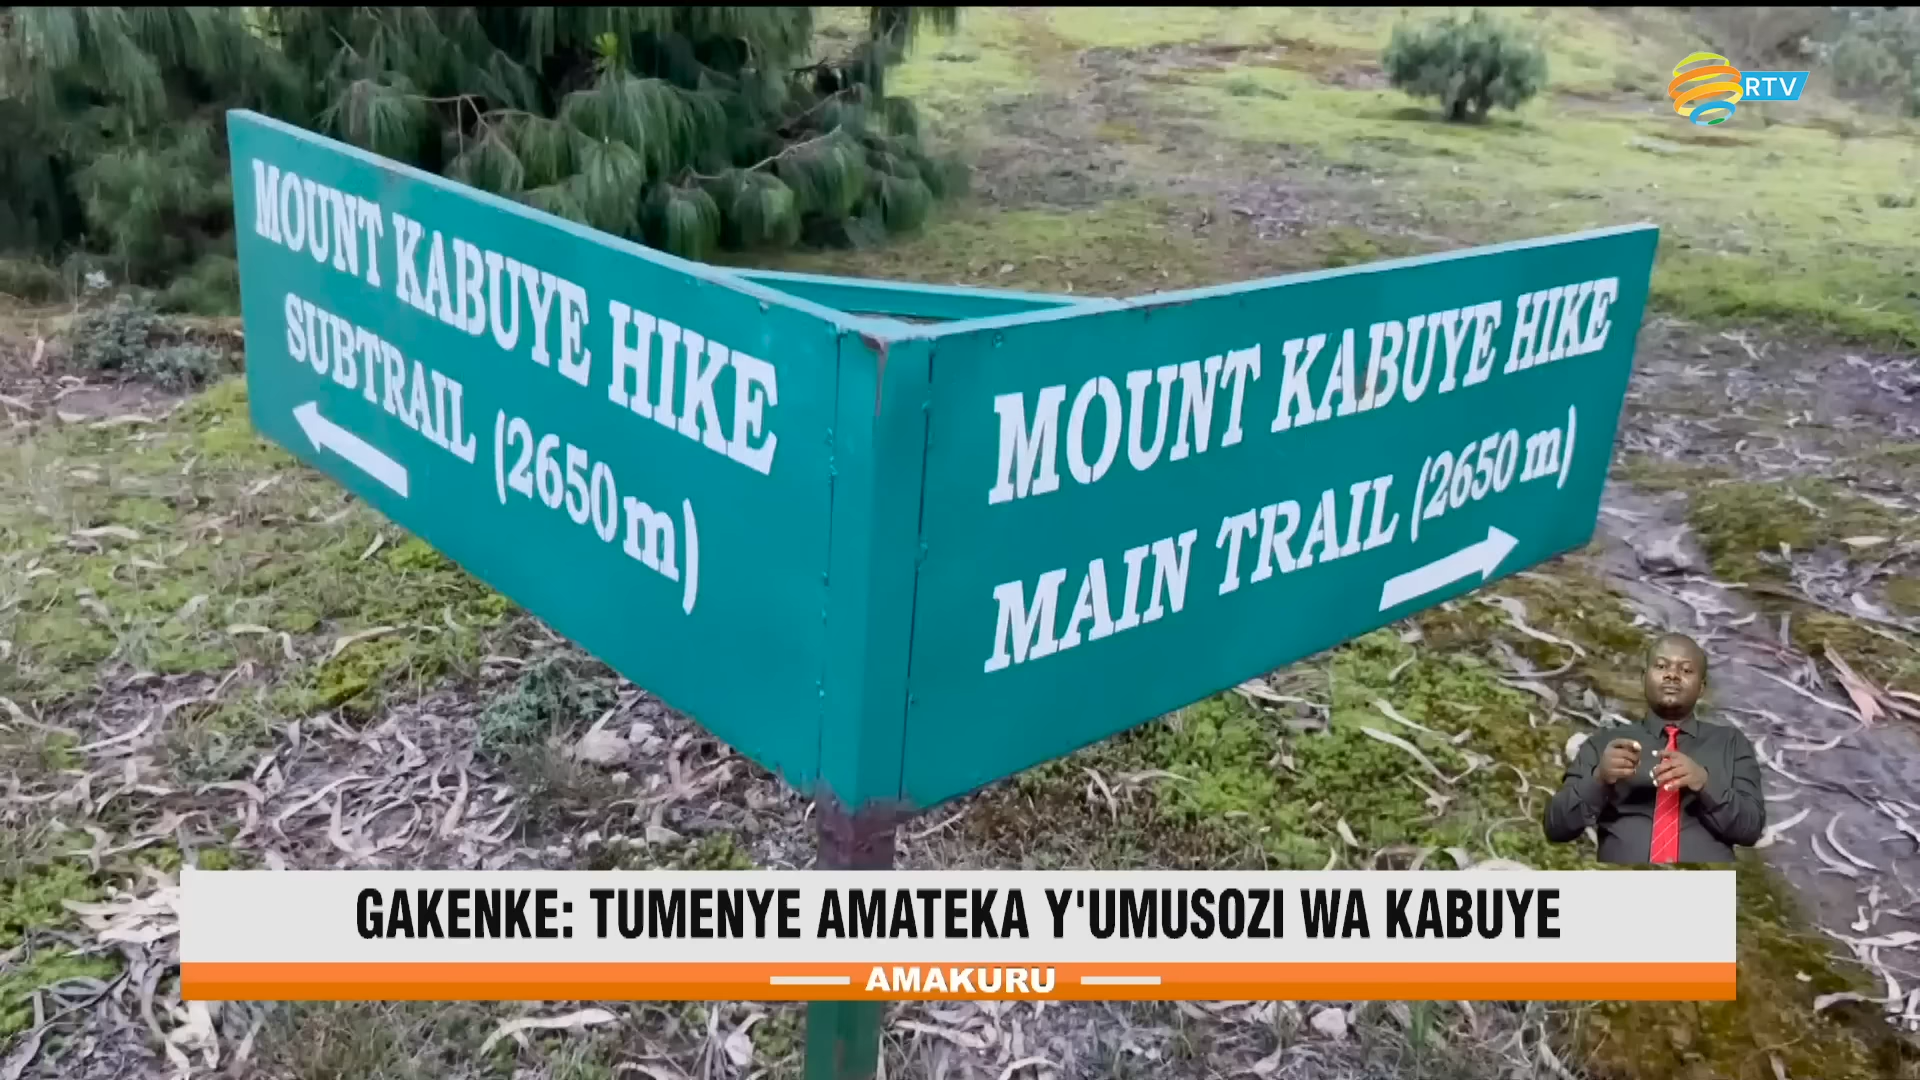 RTV
MOUNT KABUYE HIKE
SUBTRAIL (2650 m)
MOUNT KABUYE HIKE
MAIN TRAIL (2650 m)
GAKENKE: TUMENYE AMATEKA Y'UMUSOZI WA KABUYE
AMAKURU